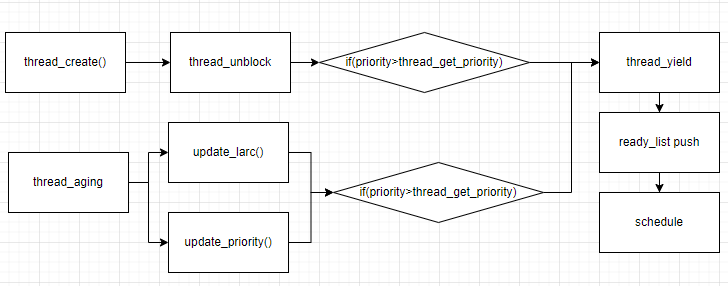 thread_create()
thread_unblock
if(priority>thread_get_priority)
thread_yield
ready_list push
schedule
thread_aging
update_larc()
update_priority()
if(priority>thread_get_priority)